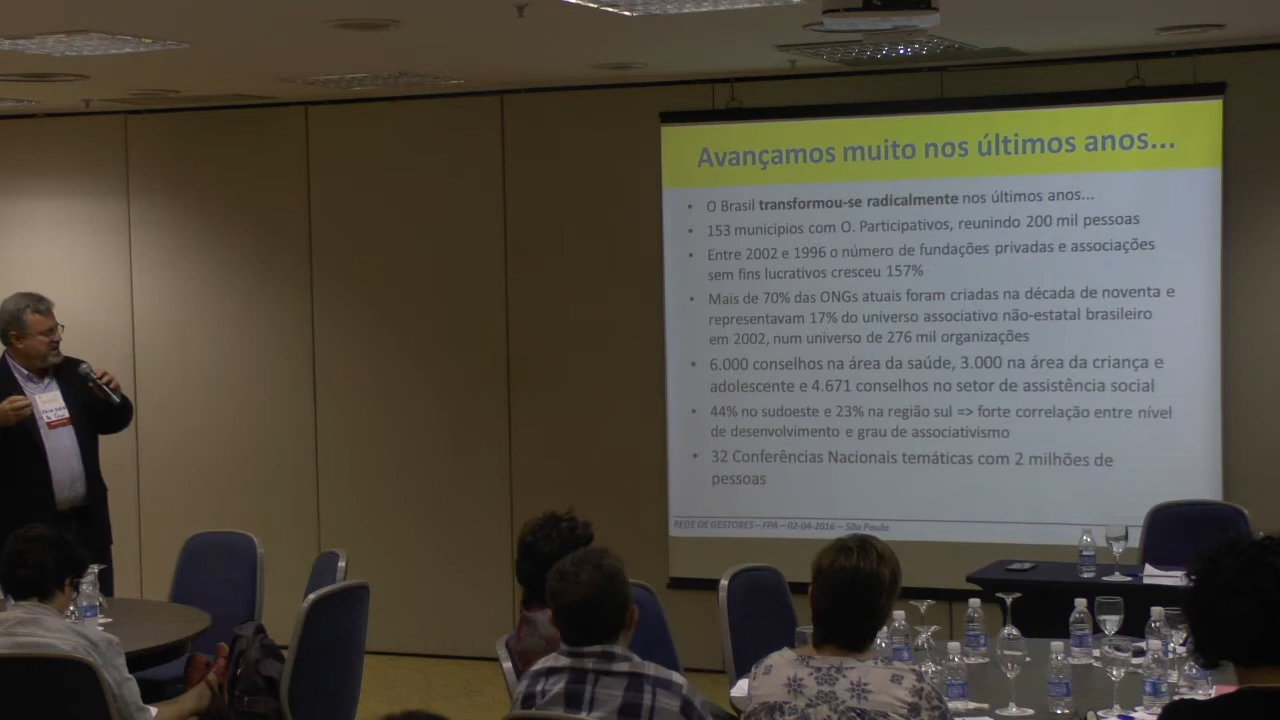 Avançamos muito nos últimos anos...
• O Brasil transformou-se radicalmente nos últimos anos...
• 153 municípios com O. Participativos, reunindo 200 mil pessoas
• Entre 2002 e 1996 o número de fundações privadas e associações
sem fins lucrativos cresceu 157%
• Mais de 70% das ONGs atuais foram criadas na década de noventa e
representavam 17% do universo associativo não-estatal brasileiro
em 2002, num universo de 276 mil organizações
• 6.000 conselhos na área da saúde, 3.000 na área da criança e
adolescente e 4.671 conselhos no setor de assistência social
• 44% no sudoeste e 23% na região sul => forte correlação entre nível
de desenvolvimento e grau de associativismo
• 32 Conferências Nacionais temáticas com 2 milhões de
pessoas
REDE DE GESTORES – FPA – 02-04-2016 – São Paulo